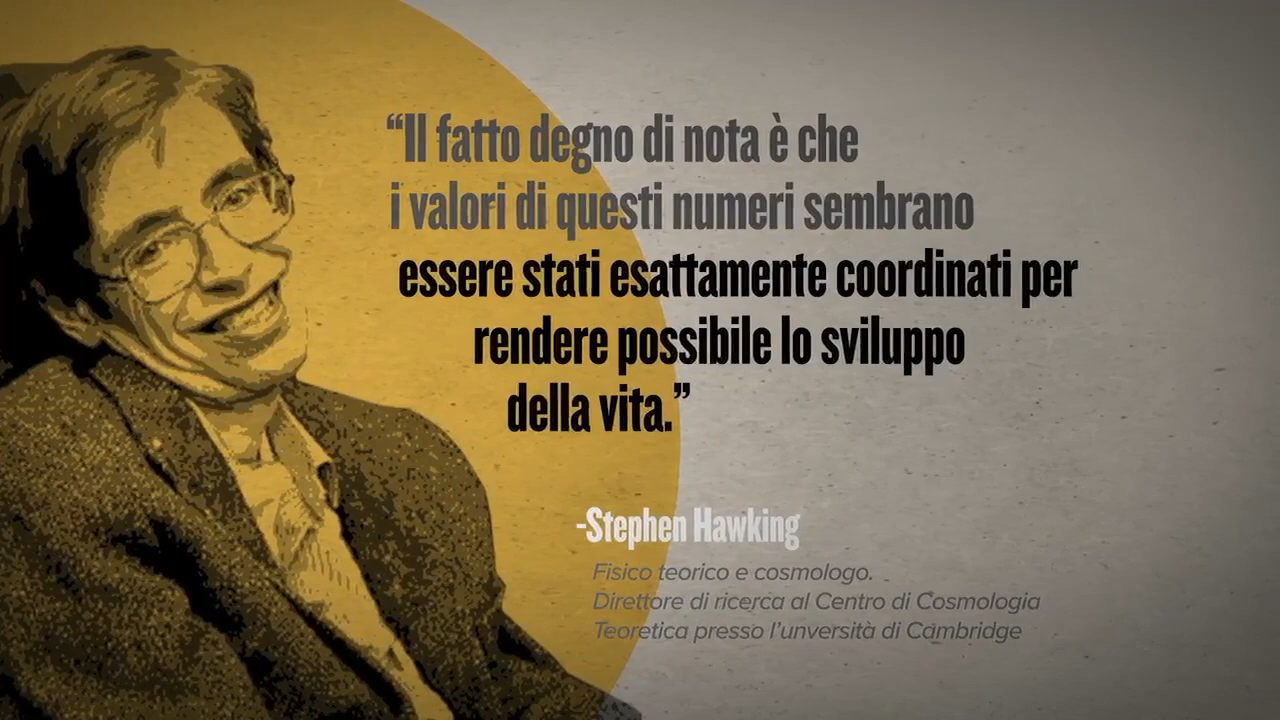 “Il fatto degno di nota è che
i valori di questi numeri sembrano
essere stati esattamente coordinati per
rendere possibile lo sviluppo
della vita.”
-Stephen Hawking
Fisico teorico e cosmologo.
Direttore di ricerca al Centro di Cosmologia
Teoretica presso l’unversità di Cambridge